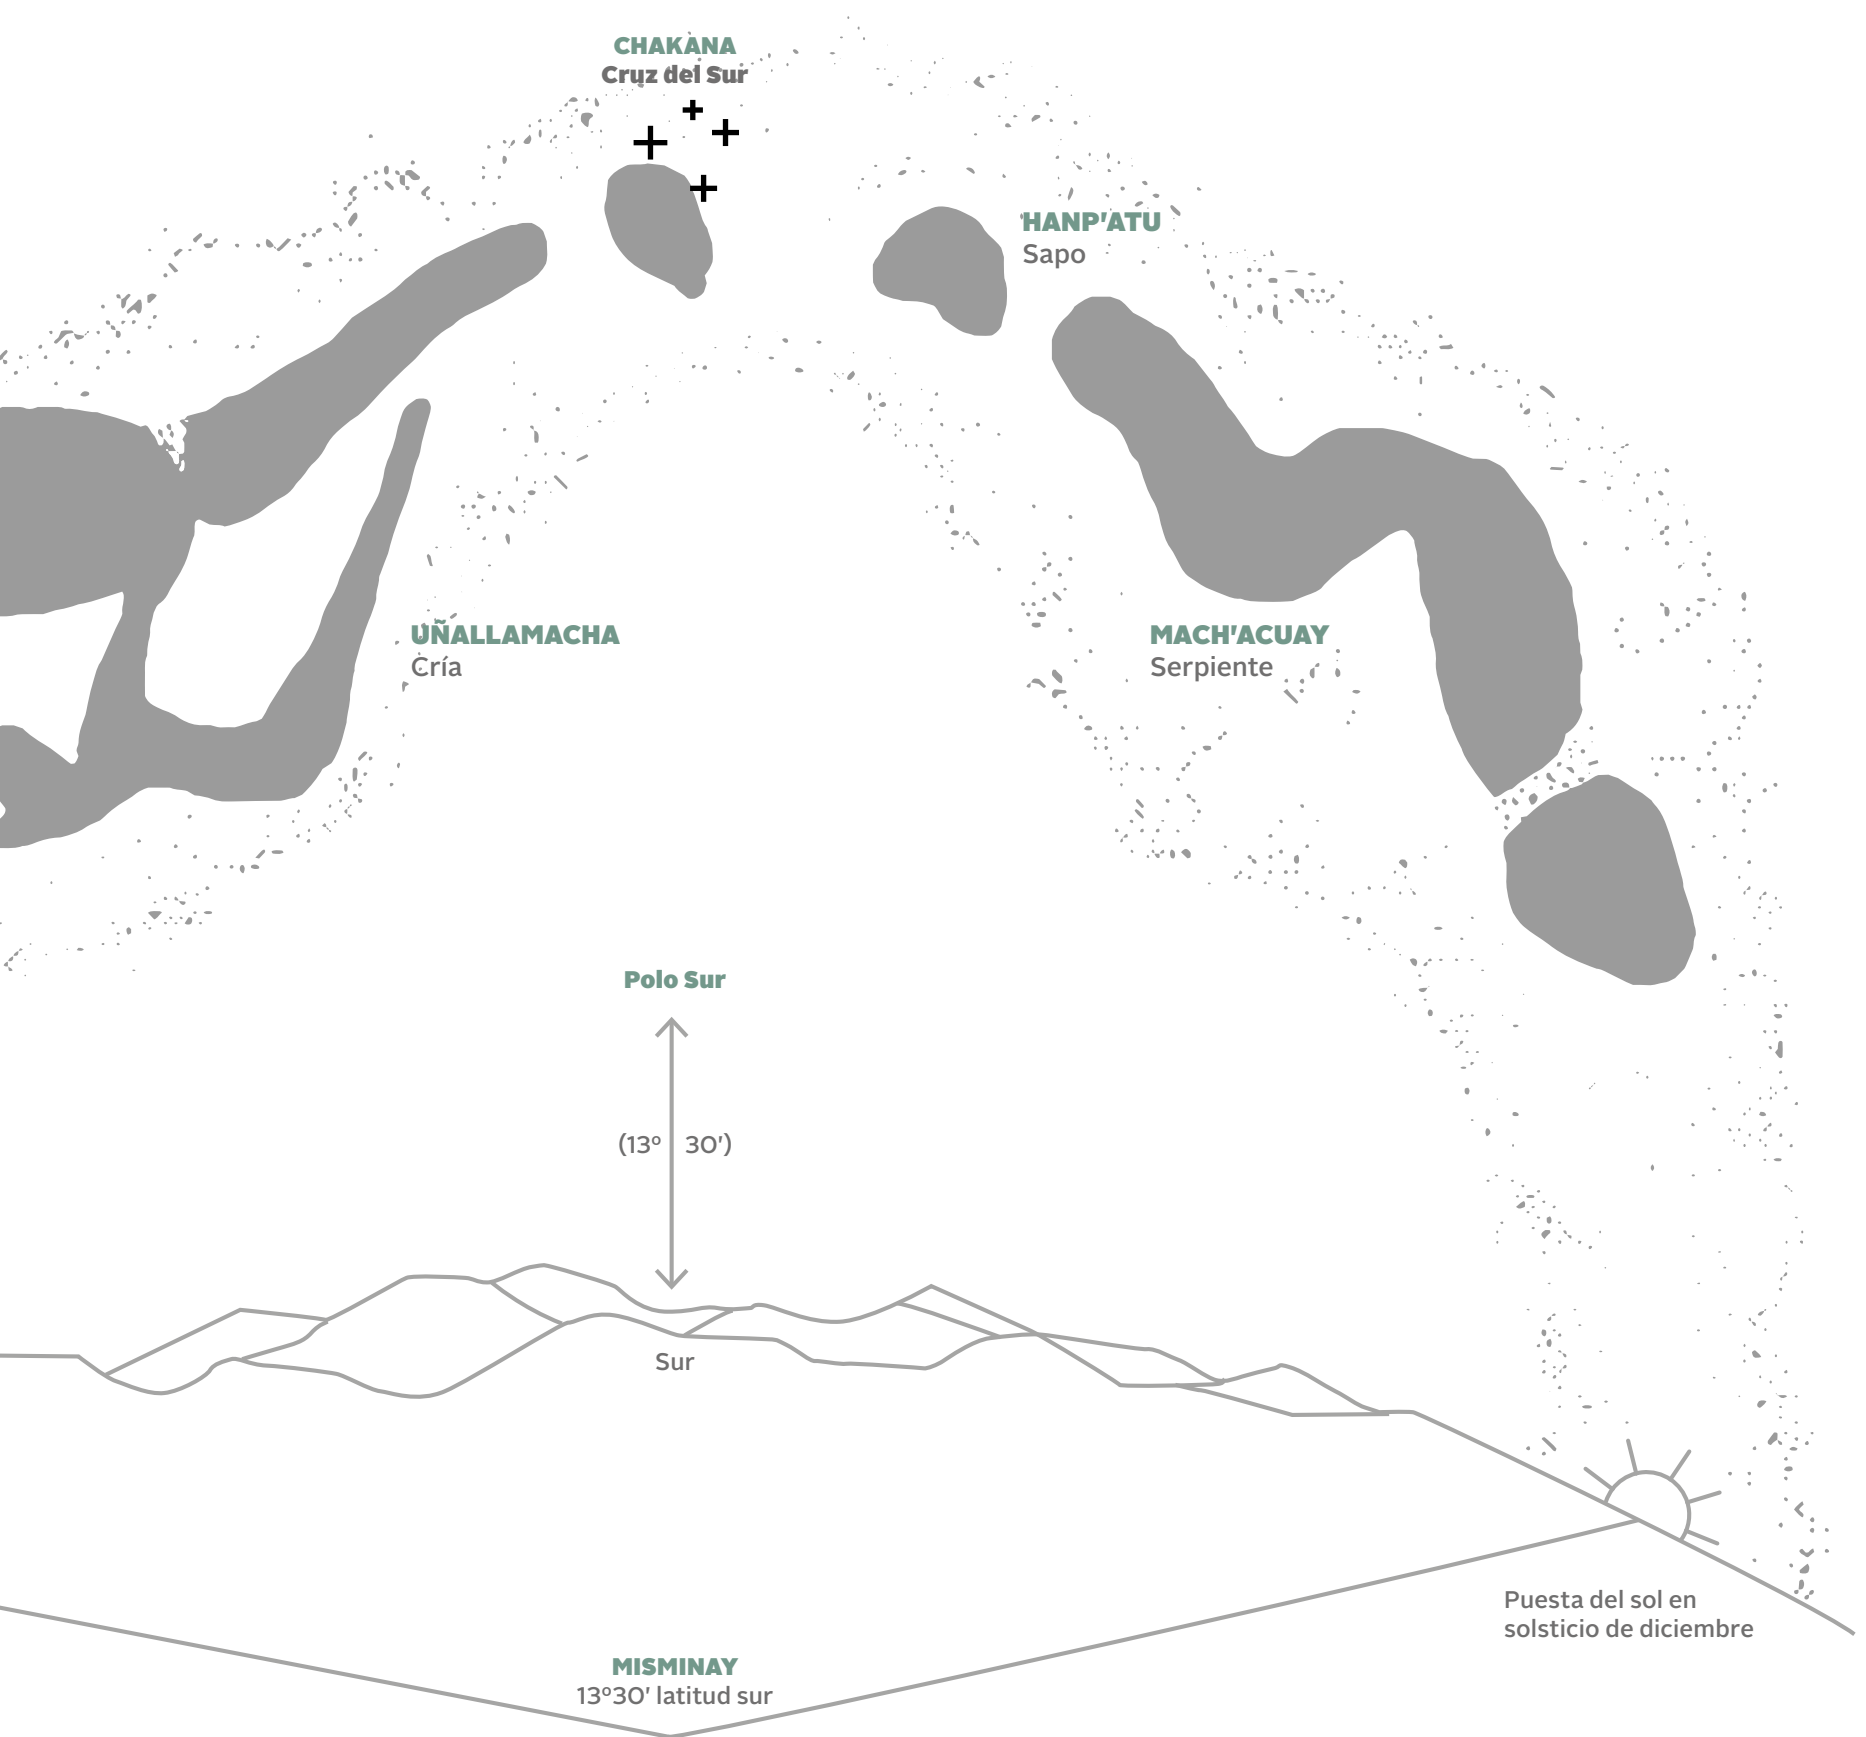 CHAKANA
Cruz del Sur
HANP'ATU
Sapo
UÑALLAMACHA
Cría
MACH'ACUAY
Serpiente
Polo Sur
(13º 30')
Sur
Puesta del sol en
solsticio de diciembre
MISMINAY
13º30' latitud sur